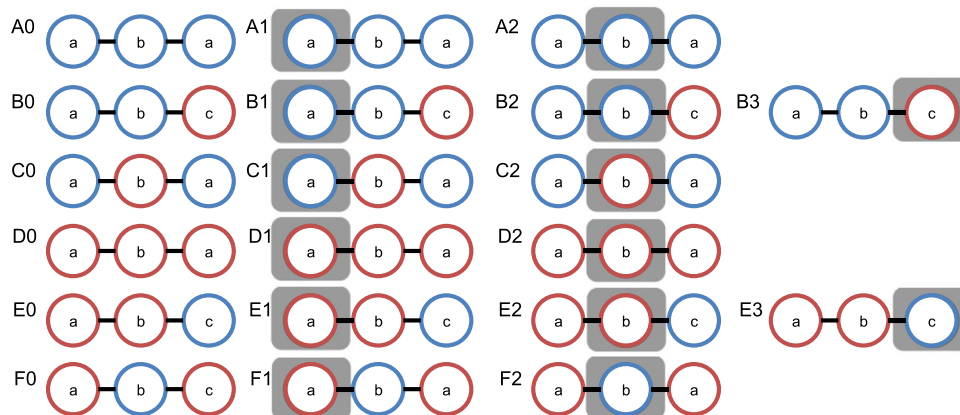 A0 a b a A1 a b a A2 a b a
B0 a b c B1 a b c B2 a b c B3 a b c
C0 a b a C1 a b a C2 a b a
D0 a b a D1 a b a D2 a b a
E0 a b c E1 a b c E2 a b c E3 a b c
F0 a b c F1 a b a F2 a b a